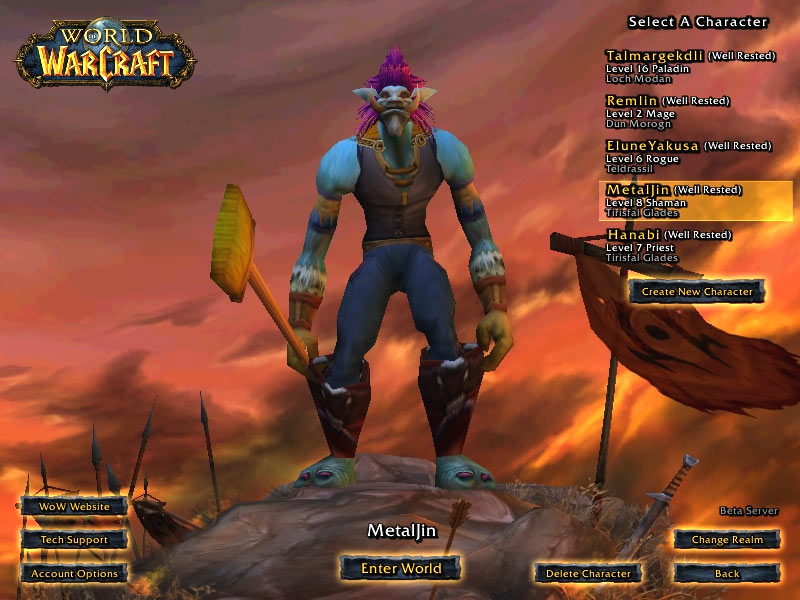 WORLD
OF
WARCRAFT
Select A Character
Talmargekdli (Well Rested)
Level 16 Paladin
Loch Modan
Remlin (Well Rested)
Level 2 Mage
Dun Morogn
EluneYakusa (Well Rested)
Level 6 Rogue
Teldrassil
MetalJin (Well Rested)
Level 8 Shaman
Tirisfal Glades
Hanabi (Well Rested)
Level 7 Priest
Tirisfal Glades
Create New Character
WoW Website
Tech Support
Account Options
MetalJin
Enter World
Beta Server
Change Realm
Delete Character
Back